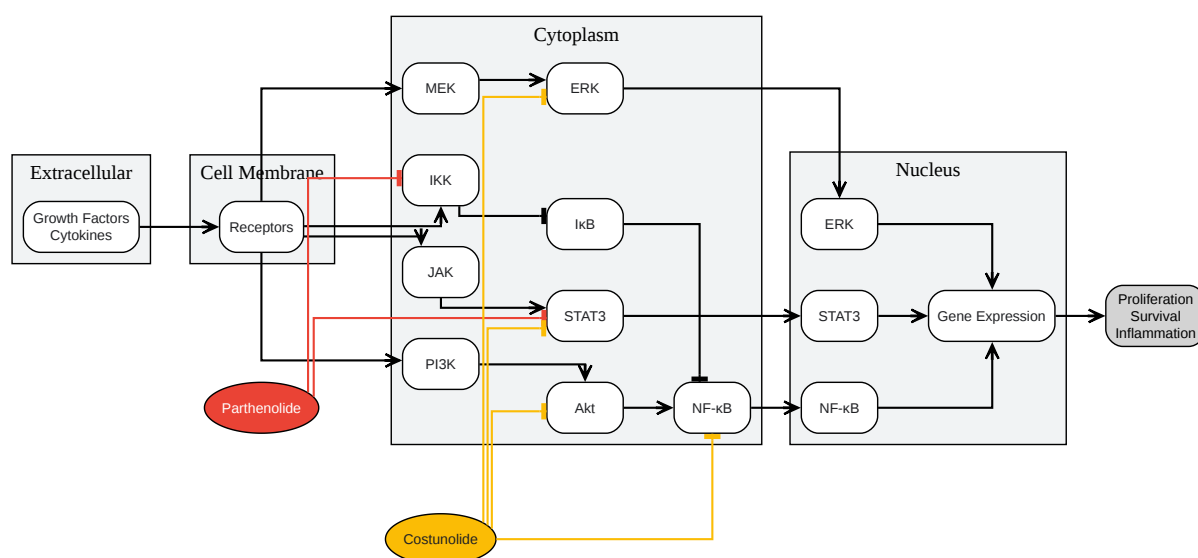 Cytoplasm
MEK
ERK
Extracellular
Cell Membrane
Nucleus
IKK
Growth Factors
Cytokines
Receptors
IκB
ERK
JAK
STAT3
STAT3
Gene Expression
Proliferation
Survival
Inflammation
PI3K
Parthenolide
Akt
NF-κB
NF-κB
Costunolide